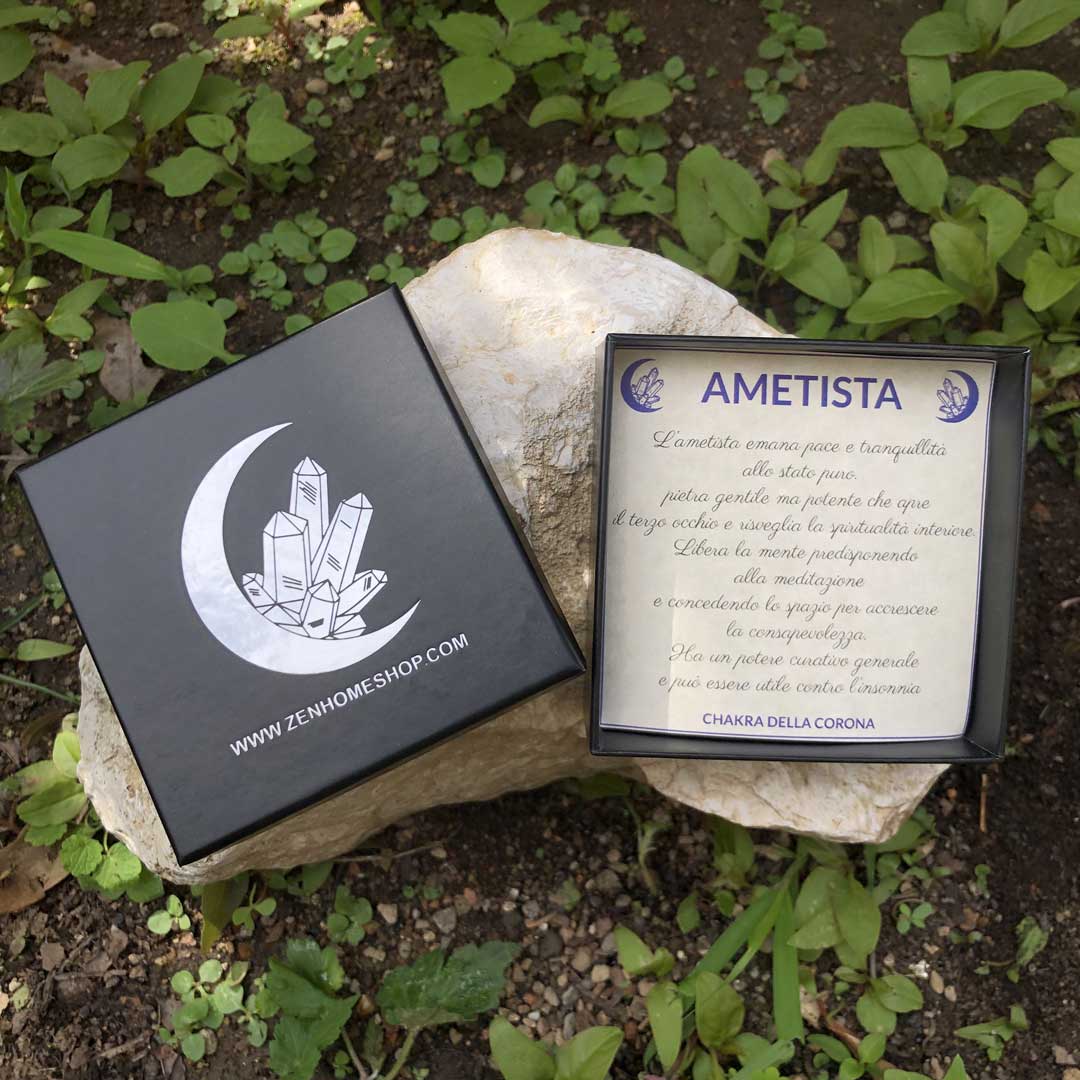 WWW.ZENHOMESHOP.COM
AMETISTA
L'ametista emana pace e tranquillità
allo stato puro.
pietra gentile ma potente che apre
il terzo occhio e risveglia la spiritualità interiore.
Libera la mente predisponendo
alla meditazione
e concedendo lo spazio per accrescere
la consapevolezza.
Ha un potere curativo generale
e può essere utile contro l'insonnia
CHAKRA DELLA CORONA